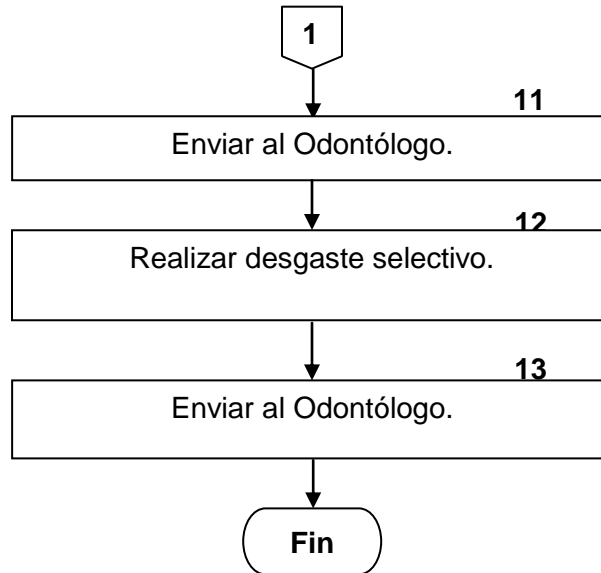 1
11
Enviar al Odontólogo.
12
Realizar desgaste selectivo.
13
Enviar al Odontólogo.
Fin